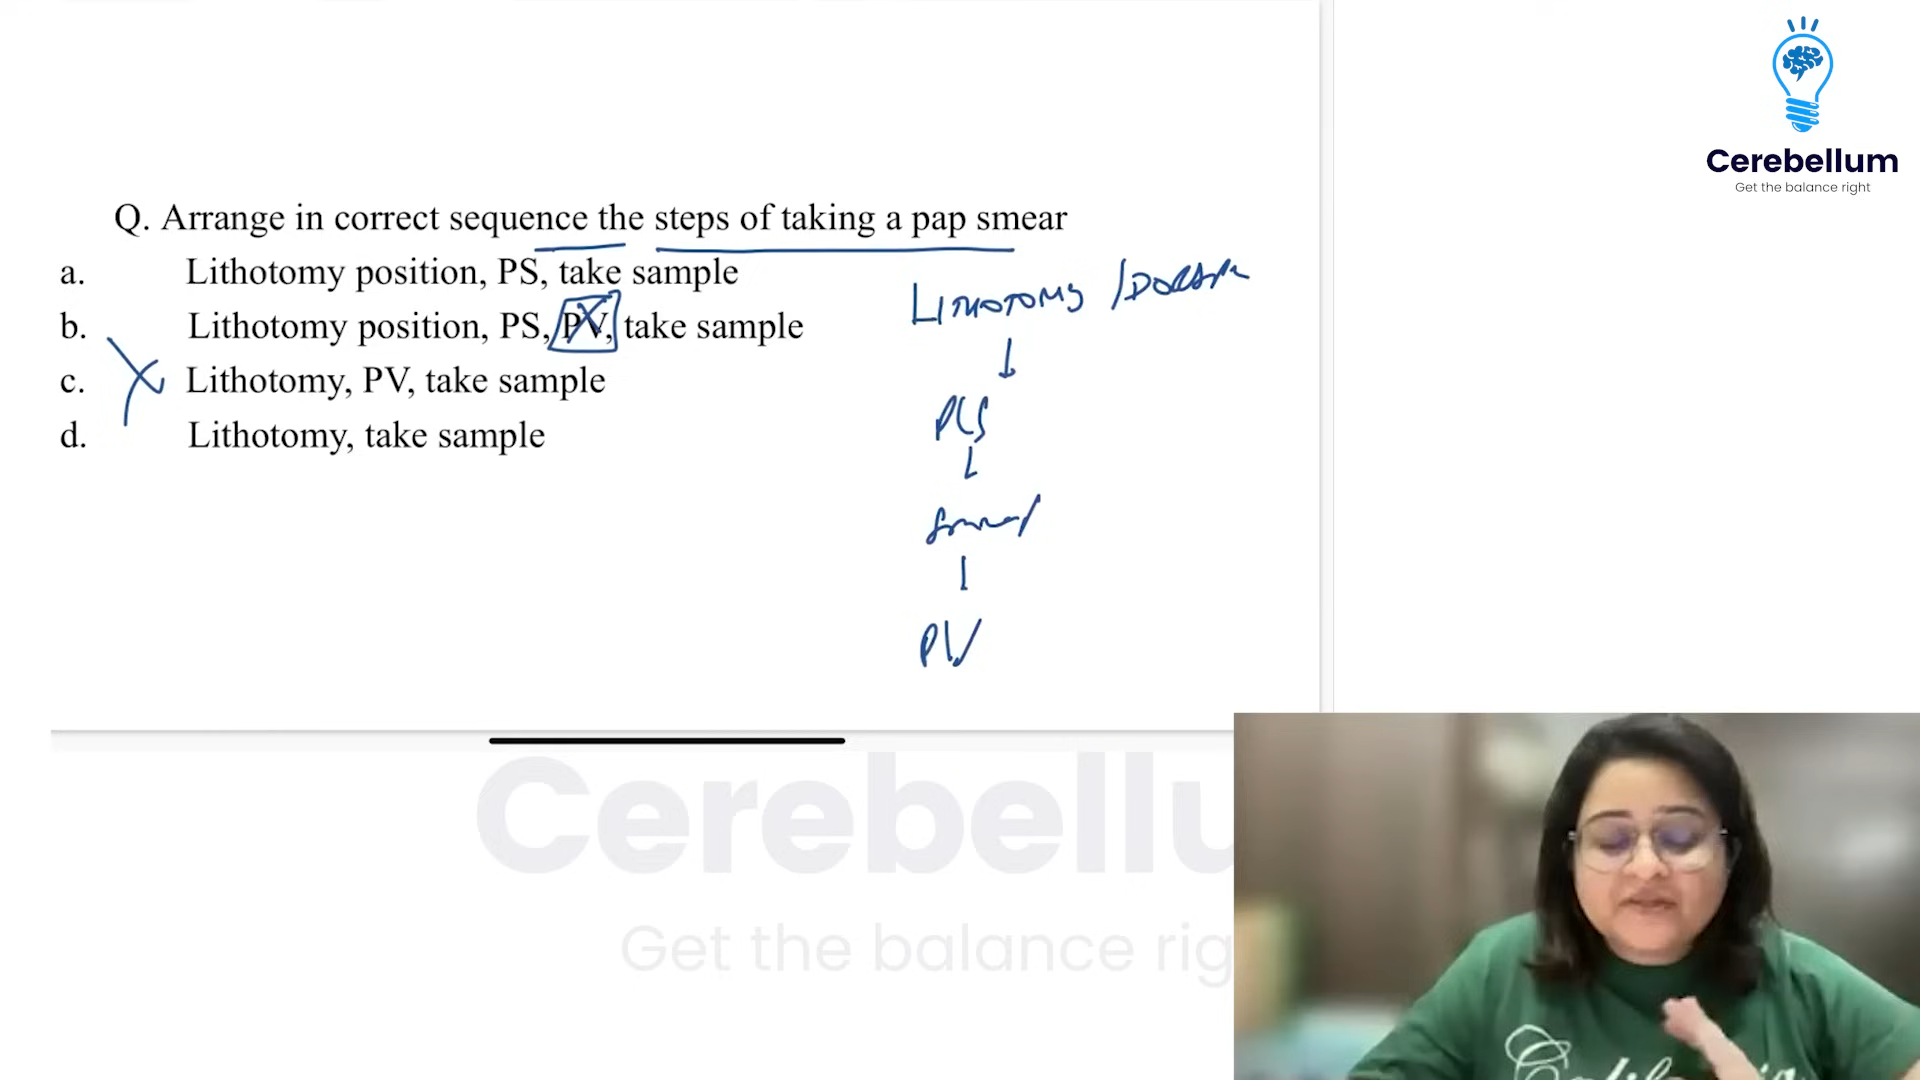 Cerebellum
Get the balance right
Q. Arrange in correct sequence the steps of taking a pap smear
a. Lithotomy position, PS, take sample
b. Lithotomy position, PS, PV, take sample
c. Lithotomy, PV, take sample
d. Lithotomy, take sample
LITHOTOMY /DORSAL
P/S
PV
Cerebellu
Get the balance rig